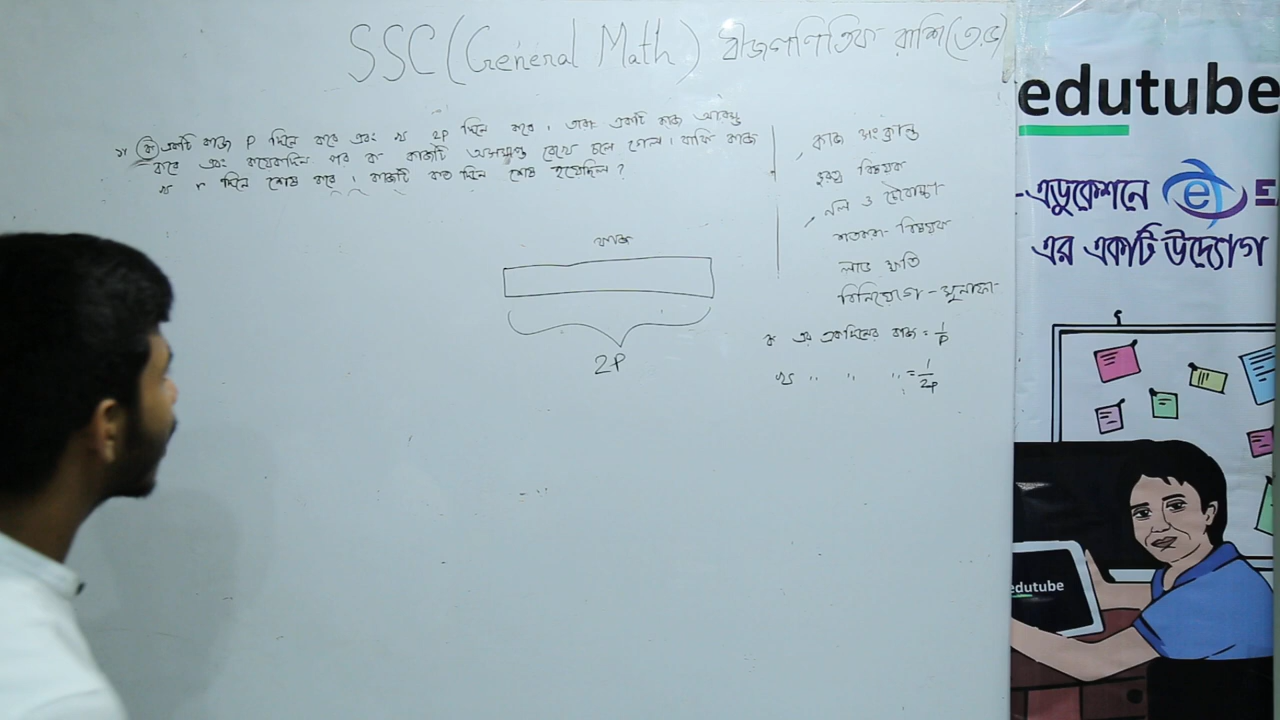 SSC (General Math) বীজগণিতিক রাশি(৩.৫)
১। ক একটি কাজ P দিনে করে এবং খ 2P দিনে করে। তারা একটি কাজ আরম্ভ
করে এবং কয়েকদিন পর ক কাজটি অসমাপ্ত রেখে চলে গেল। বাকি কাজ
খ r দিনে শেষ করে। কাজটি কত দিনে শেষ হয়েছিল?
কাজ
2P
কাজ সংক্রান্ত
বিষয়ক
নল ও চৌবাচ্চা
শতকরা বিষয়ক
লাভ ক্ষতি
বিনিয়োগ-মুনাফা
ক এর একদিনের কাজ = 1/P
খ " " " = 1/2P
edutube
-এডুকেশনে e E
এর একটি উদ্যোগ
edutube